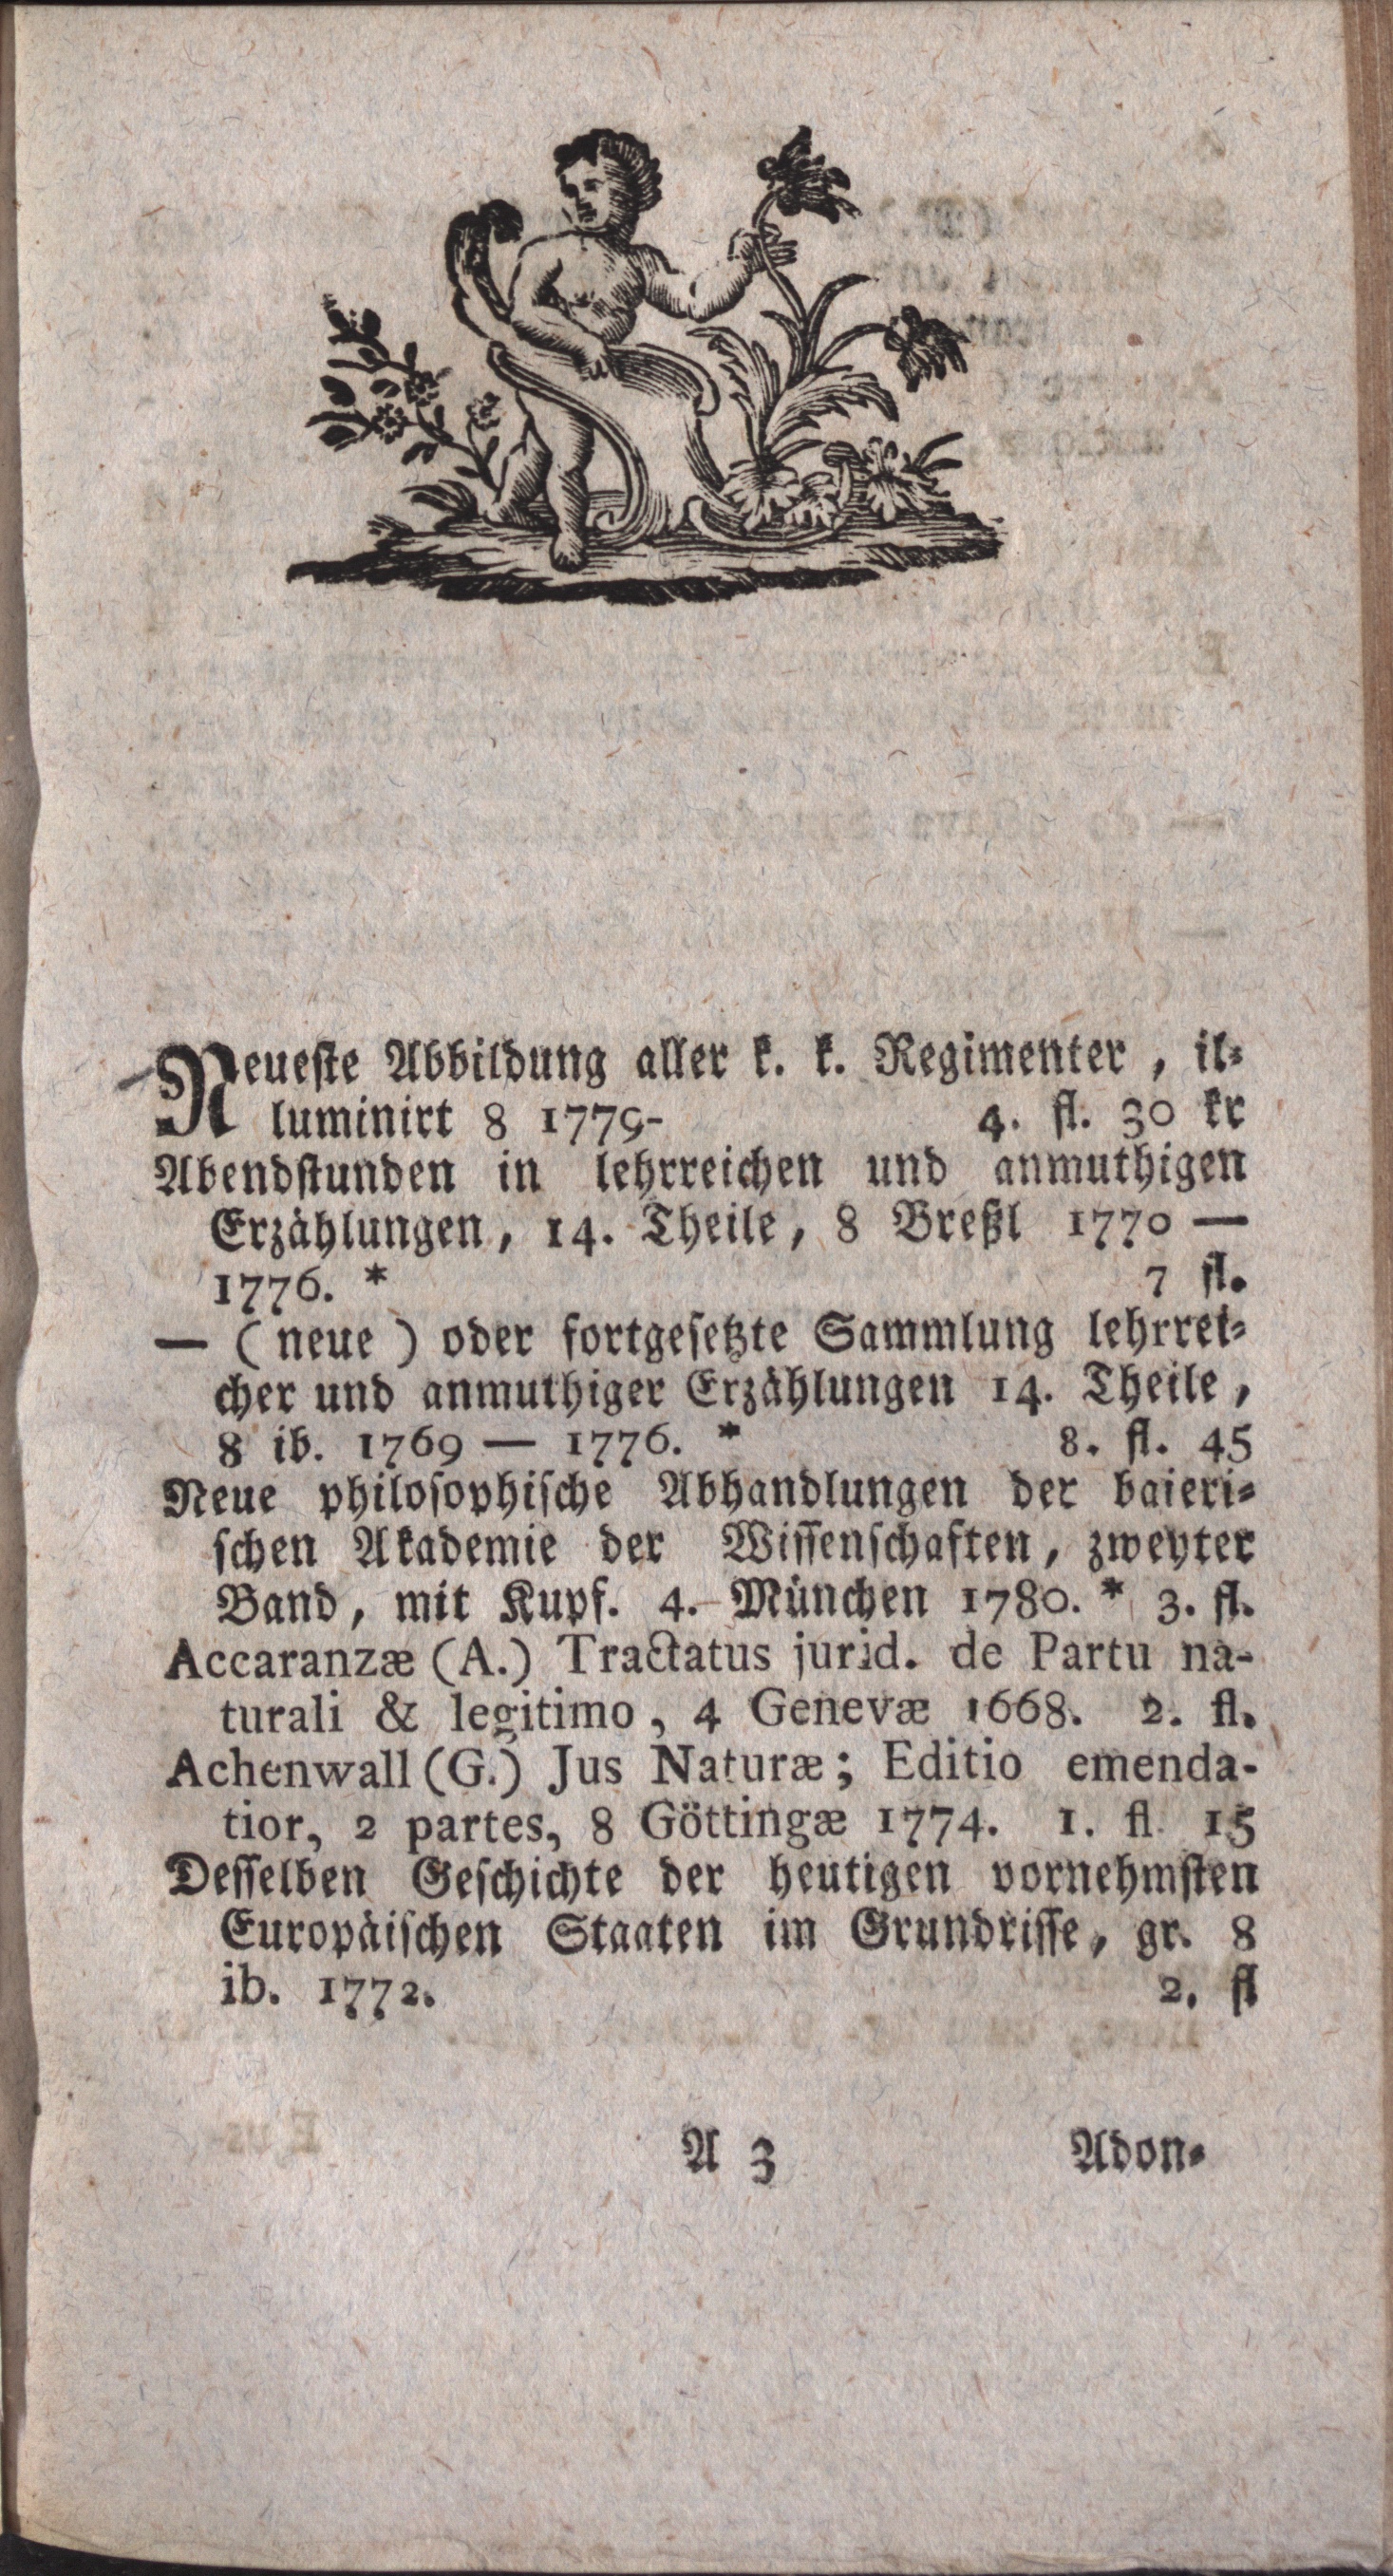 Neueste Abbildung aller k. k. Regimenter, il-
luminirt 8 1779- 4. fl. 30 kr
Abendstunden in lehrreichen und anmuthigen
Erzählungen, 14. Theile, 8 Breßl 1770 —
1776. * 7 fl.
— (neue) oder fortgesetzte Sammlung lehrrei-
cher und anmuthiger Erzählungen 14. Theile,
8 ib. 1769 — 1776. * 8. fl. 45
Neue philosophische Abhandlungen der baieri-
schen Akademie der Wissenschaften, zweyter
Band, mit Kupf. 4. München 1780. * 3. fl.
Accaranzæ (A.) Tractatus jurid. de Partu na-
turali & legitimo, 4 Genevæ 1668. 2. fl.
Achenwall (G.) Jus Naturæ; Editio emenda-
tior, 2 partes, 8 Göttingæ 1774. 1. fl 15
Desselben Geschichte der heutigen vornehmsten
Europäischen Staaten im Grundrisse, gr. 8
ib. 1772. 2. fl
A 3 Adon-